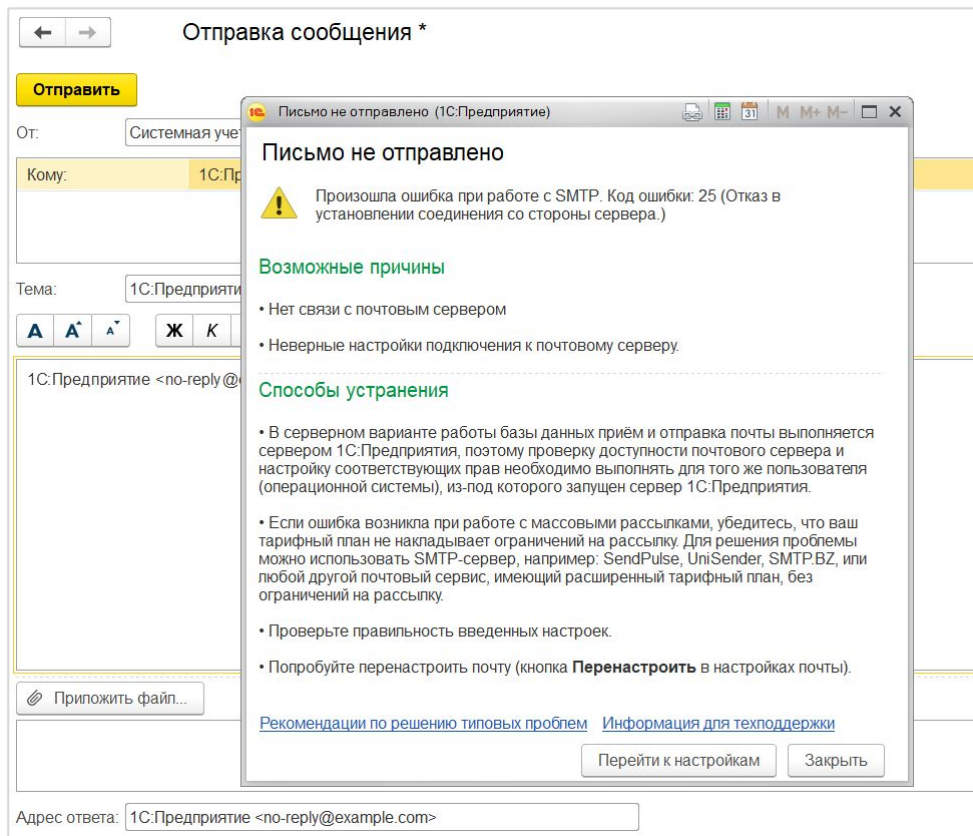 Отправка сообщения *
Отправить
От:
Системная
Кому:
Тема:
А А А Ж К
1С:Предприятие <no-reply@
Приложить файл...
Адрес ответа: 1С:Предприятие <no-reply@example.com>
1С Письмо не отправлено (1С:Предприятие)
31 M M+ M-
Письмо не отправлено
Произошла ошибка при работе с SMTP. Код ошибки: 25 (Отказ в
установлении соединения со стороны сервера.)
Возможные причины
• Нет связи с почтовым сервером
• Неверные настройки подключения к почтовому серверу.
Способы устранения
• В серверном варианте работы базы данных приём и отправка почты выполняется
сервером 1С:Предприятия, поэтому проверку доступности почтового сервера и
настройку соответствующих прав необходимо выполнять для того же пользователя
(операционной системы), из-под которого запущен сервер 1С:Предприятия.
• Если ошибка возникла при работе с массовыми рассылками, убедитесь, что ваш
тарифный план не накладывает ограничений на рассылку. Для решения проблемы
можно использовать SMTP-сервер, например: SendPulse, UniSender, SMTP.BZ, или
любой другой почтовый сервис, имеющий расширенный тарифный план, без
ограничений на рассылку.
• Проверьте правильность введенных настроек.
• Попробуйте перенастроить почту (кнопка Перенастроить в настройках почты).
Рекомендации по решению типовых проблем Информация для техподдержки
Перейти к настройкам Закрыть